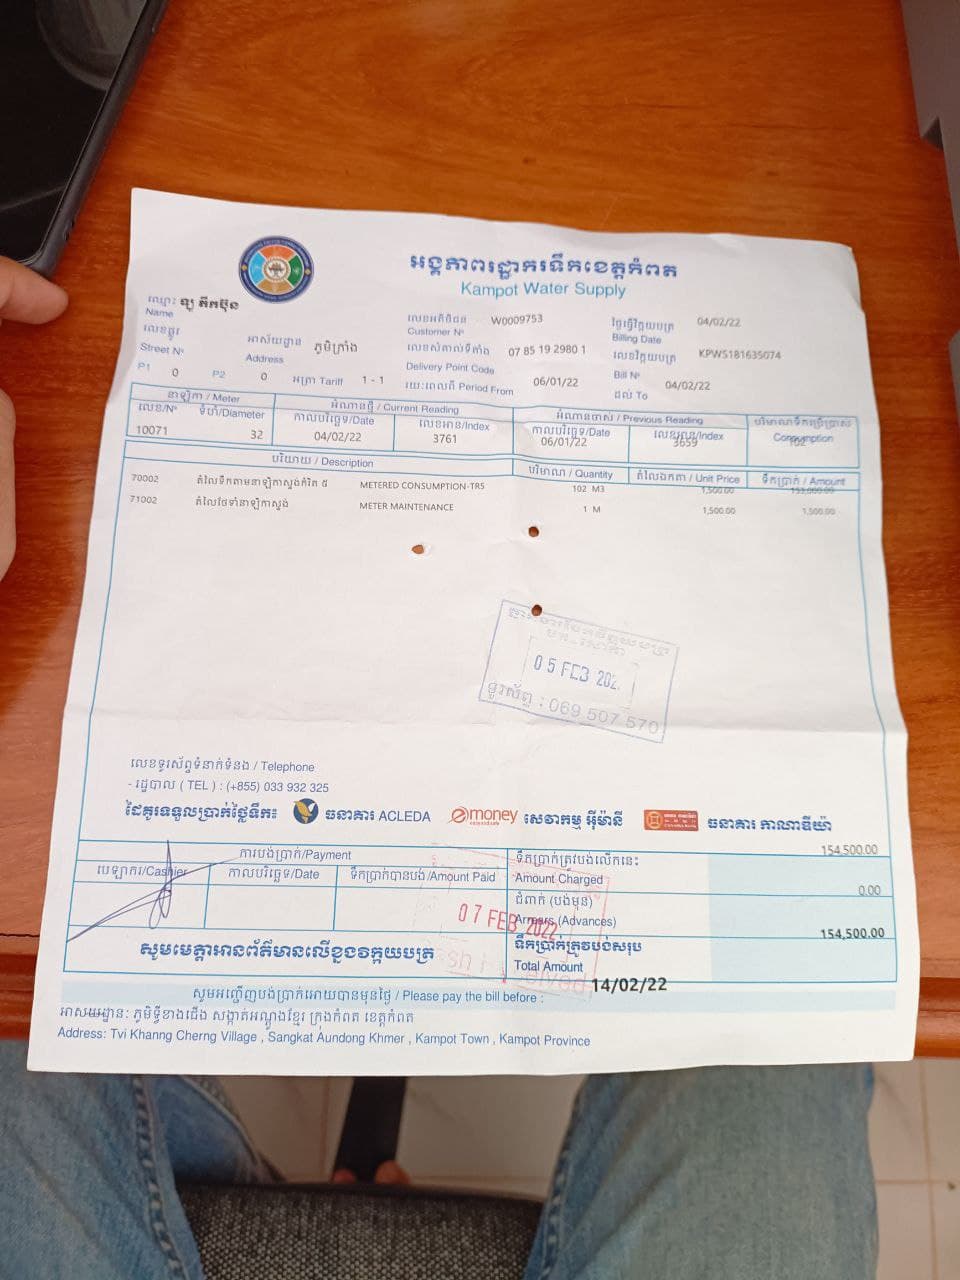 អង្គភាពរដ្ឋាករទឹកខេត្តកំពត
Kampot Water Supply
ឈ្មោះ
Name
លេខអតិថិជន W0009753
Customer Nº
ថ្ងៃធ្វើវិក្កយបត្រ 04/02/22
Billing Date
លេខផ្លូវ
Street Nº
អាស័យដ្ឋាន ភូមិក្រាំង
Address
លេខសំគាល់ទីតាំង 07 85 19 2980 1
Delivery Point Code
លេខវិក្កយបត្រ KPWS181635074
Bill Nº
P1 0 P2 0 អត្រា Tariff 1 - 1
រយៈពេលពី Period From 06/01/22
ដល់ To 04/02/22
នាឡិកា / Meter
អំណានថ្មី / Current Reading
អំណានចាស់ / Previous Reading
បរិមាណទឹកប្រើប្រាស់
លេខ/Nº ទំហំ/Diameter កាលបរិច្ឆេទ/Date លេខអាន/Index កាលបរិច្ឆេទ/Date លេខអាន/Index Consumption
10071 32 04/02/22 3761 06/01/22 3659 102
បរិយាយ / Description បរិមាណ / Quantity តំលៃឯកតា / Unit Price ទឹកប្រាក់ / Amount
70002 តំលៃទឹកតាមនាឡិកាស្ទង់កំរិត ៥ METERED CONSUMPTION-TR5 102 M3 1,500.00 153,000.00
71002 តំលៃថែទាំនាឡិកាស្ទង់ METER MAINTENANCE 1 M 1,500.00 1,500.00
05 FEB
ទូរស័ព្ទ : 069 507 570
លេខទូរស័ព្ទទំនាក់ទំនង / Telephone
- រដ្ឋបាល ( TEL ) : (+855) 033 932 325
ដៃគូរទទួលប្រាក់ថ្លៃទឹក៖ ធនាគារ ACLEDA emoney សេវាកម្ម អ៊ីម៉ានី ធនាគារ កាណាឌីយ៉ា
ការបង់ប្រាក់/Payment
បេឡាករ/Cashier កាលបរិច្ឆេទ/Date ទឹកប្រាក់បានបង់/Amount Paid
ទឹកប្រាក់ត្រូវបង់លើកនេះ 154,500.00
Amount Charged
ជំពាក់ (បង់មុន) 0.00
Arrears (Advances)
07 FEB 2022
ទឹកប្រាក់ត្រូវបង់សរុប 154,500.00
Total Amount
សូមមេត្តាអានព័ត៌មានលើខ្នងវិក្កយបត្រ
សូមអញ្ជើញបង់ប្រាក់អោយបានមុនថ្ងៃ / Please pay the bill before : 14/02/22
អាសយដ្ឋាន: ភូមិទ្វីខាងជើង សង្កាត់អណ្តូងខ្មែរ ក្រុងកំពត ខេត្តកំពត
Address: Tvi Khanng Cherng Village , Sangkat Aundong Khmer , Kampot Town , Kampot Province